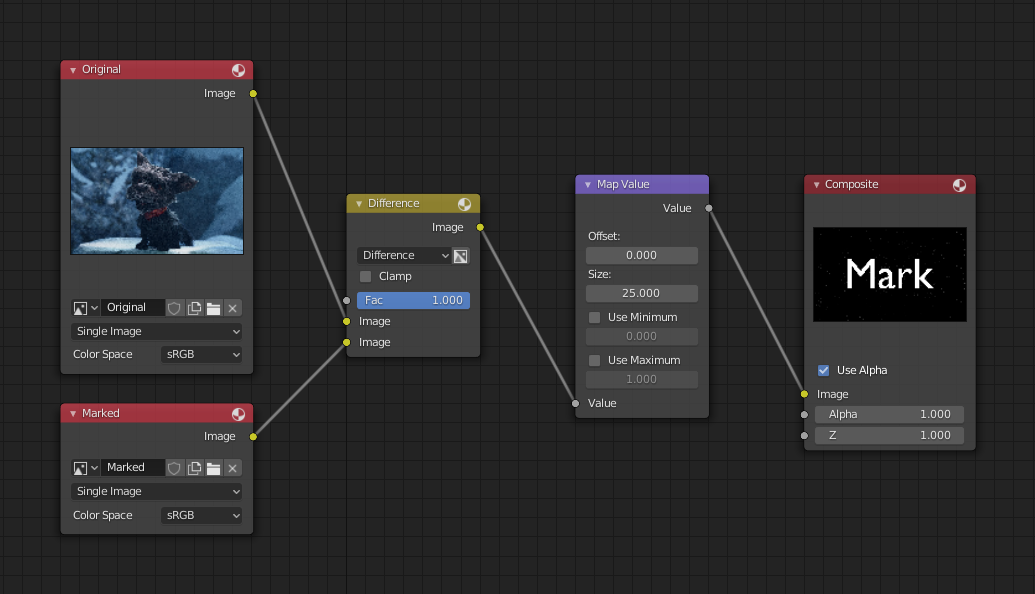 Original
Image
Original
Single Image
Color Space sRGB
Marked
Image
Marked
Single Image
Color Space sRGB
Difference
Image
Difference
Clamp
Fac 1.000
Image
Image
Map Value
Value
Offset:
0.000
Size:
25.000
Use Minimum
0.000
Use Maximum
1.000
Value
Composite
Mark
Use Alpha
Image
Alpha 1.000
Z 1.000